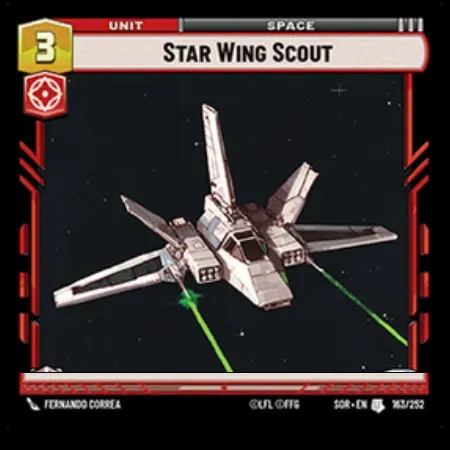 UNIT
SPACE
3
STAR WING SCOUT
FERNANDO CORREA
©LFL ©FFG
SOR • EN
163/252